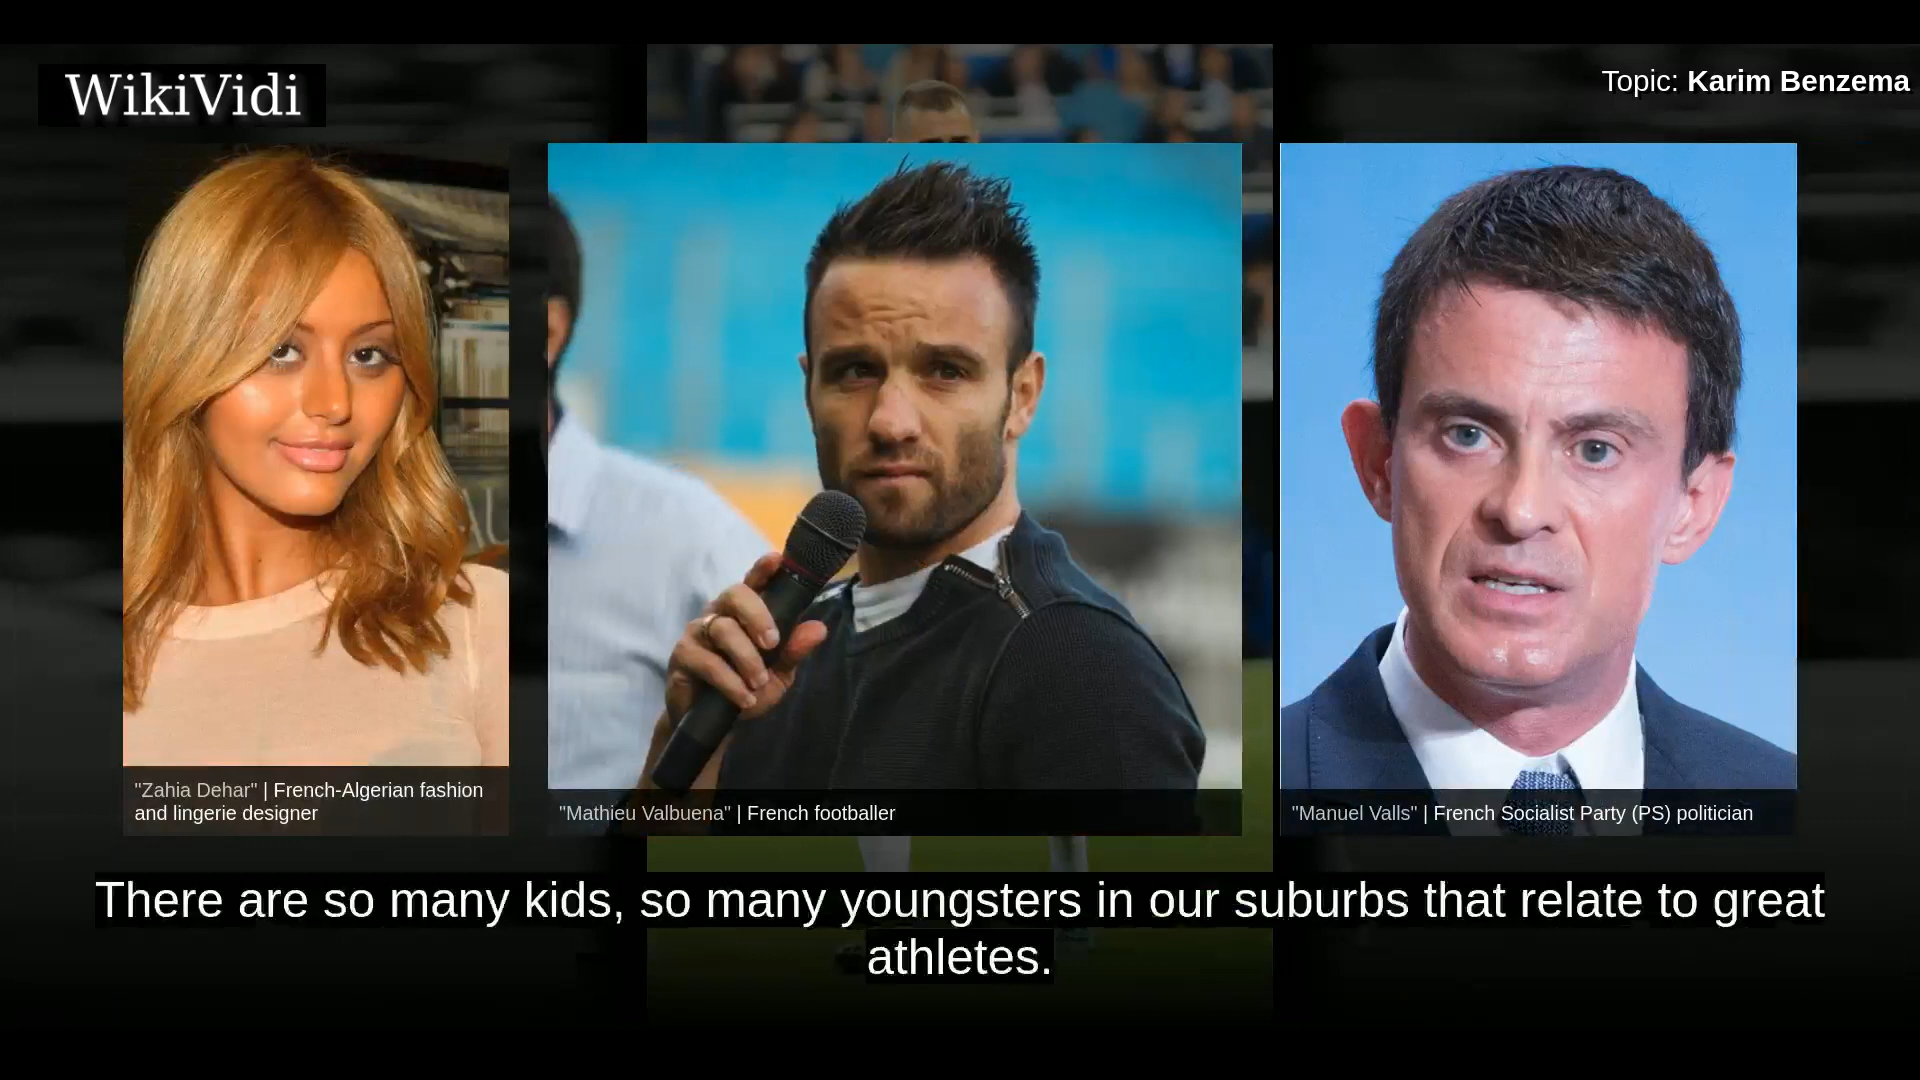 WikiVidi
Topic: Karim Benzema
"Zahia Dehar" | French-Algerian fashion
and lingerie designer
"Mathieu Valbuena" | French footballer
"Manuel Valls" | French Socialist Party (PS) politician
There are so many kids, so many youngsters in our suburbs that relate to great
athletes.